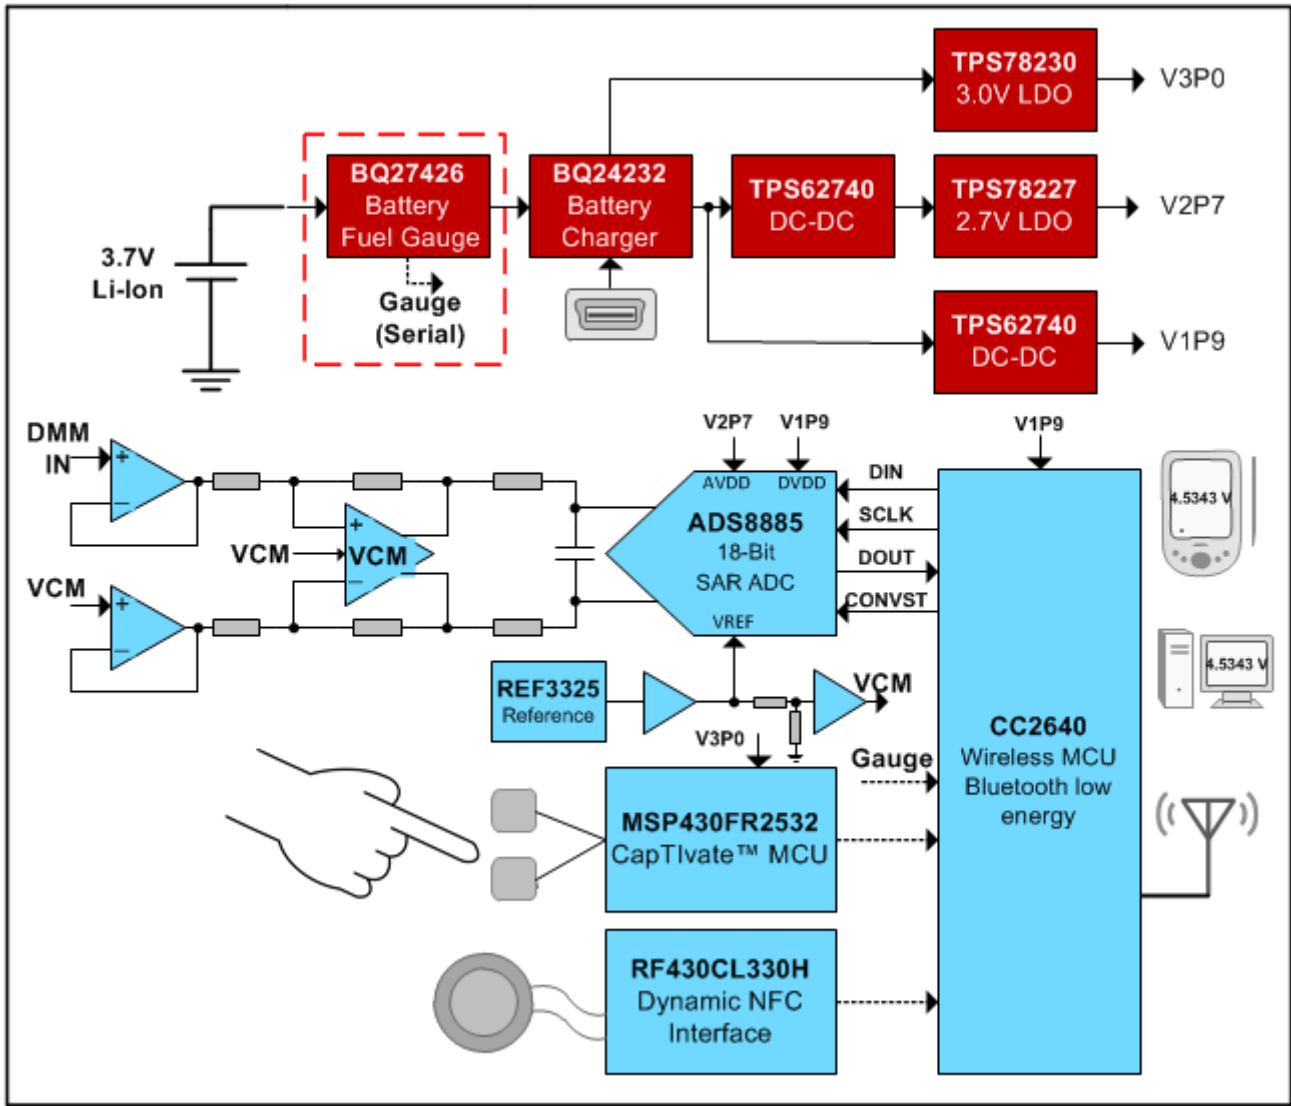 TPS78230
3.0V LDO
V3P0
BQ27426
Battery
Fuel Gauge
BQ24232
Battery
Charger
TPS62740
DC-DC
TPS78227
2.7V LDO
V2P7
3.7V
Li-Ion
Gauge
(Serial)
TPS62740
DC-DC
V1P9
DMM
IN
+
−
VCM
+
−
VCM
VCM
+
−
V2P7
V1P9
AVDD
DVDD
ADS8885
18-Bit
SAR ADC
VREF
DIN
SCLK
DOUT
CONVST
V1P9
4.5343 V
4.5343 V
REF3325
Reference
VCM
V3P0
Gauge
CC2640
Wireless MCU
Bluetooth low
energy
MSP430FR2532
CapTIvate™ MCU
RF430CL330H
Dynamic NFC
Interface